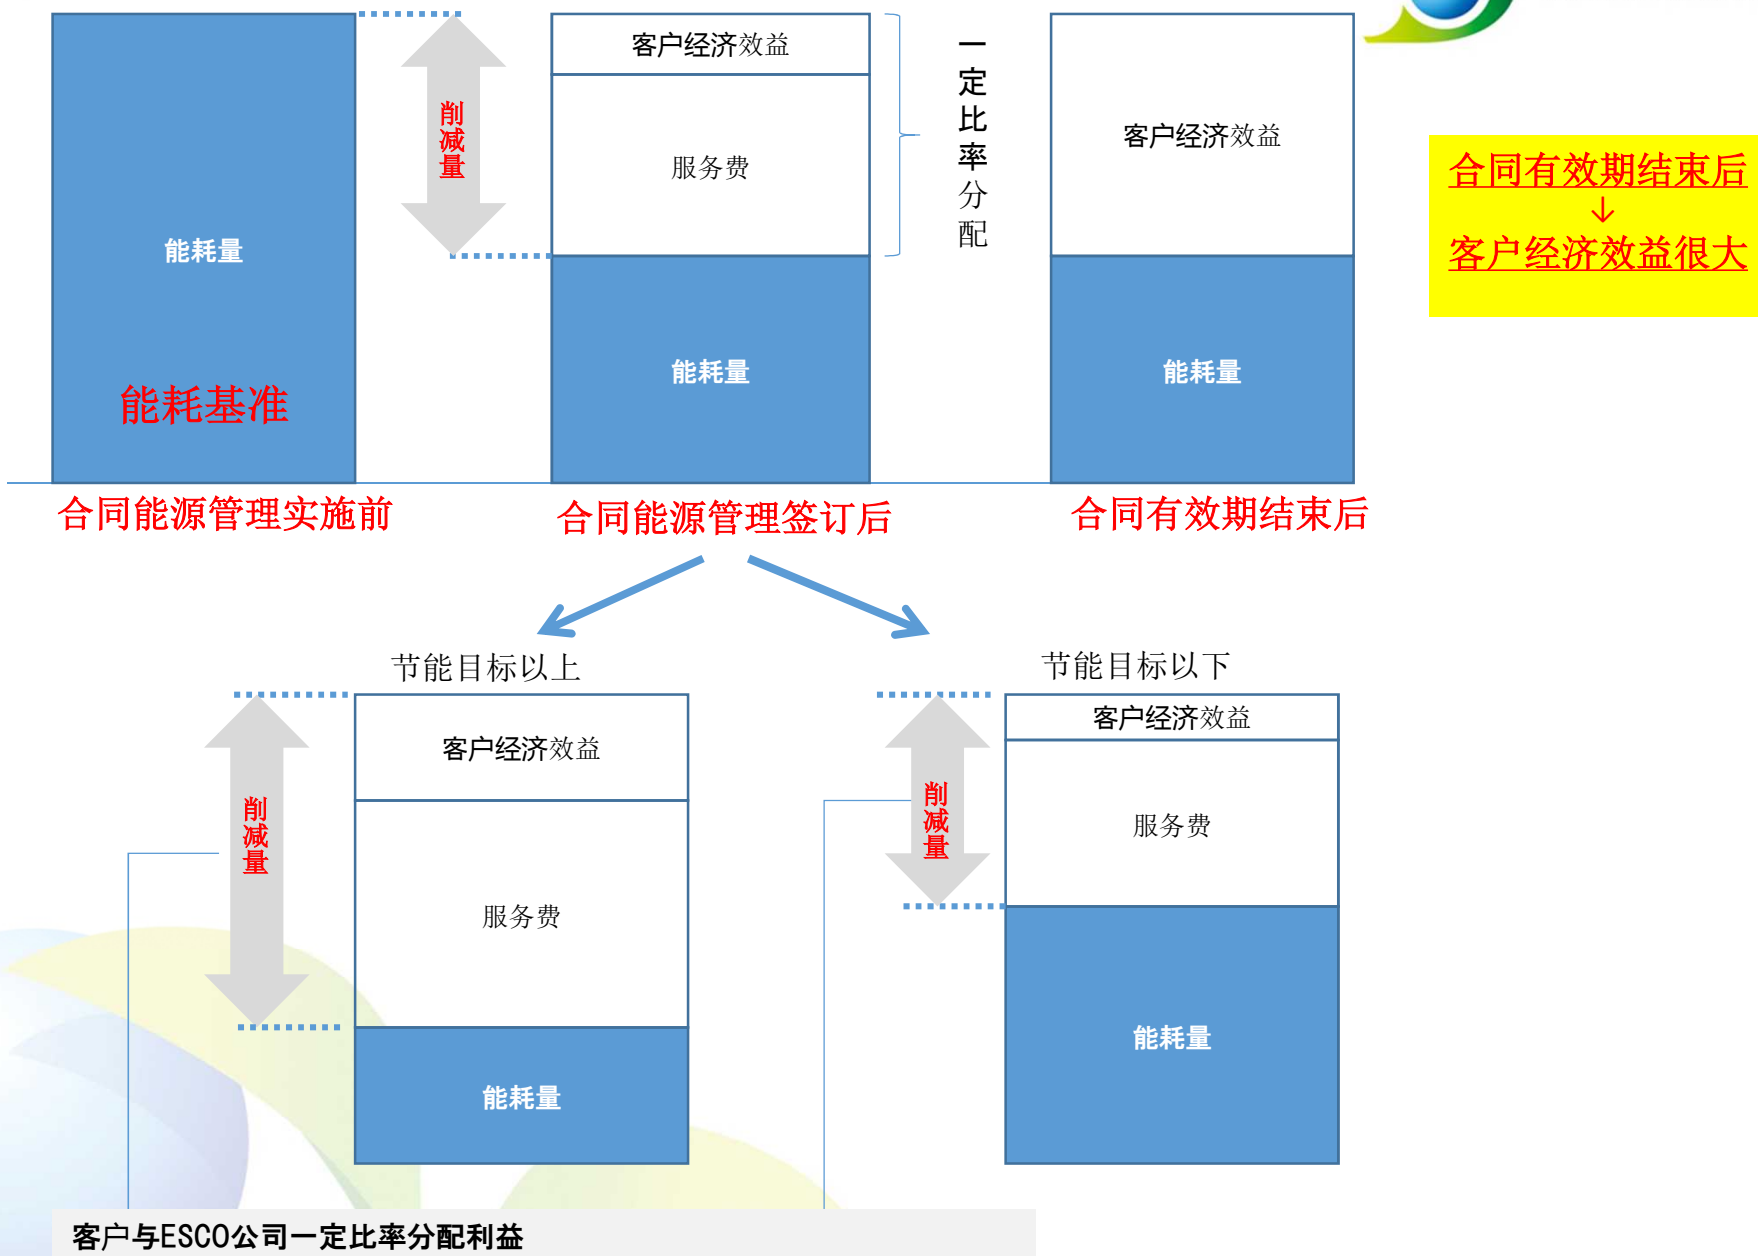 客户经济效益
服务费
能耗量
能耗基准
削减量
能耗量
一定比率分配
客户经济效益
能耗量
合同有效期结束后
↓
客户经济效益很大
合同能源管理实施前
合同能源管理签订后
合同有效期结束后
节能目标以上
客户经济效益
削减量
服务费
能耗量
节能目标以下
客户经济效益
削减量
服务费
能耗量
客户与ESCO公司一定比率分配利益